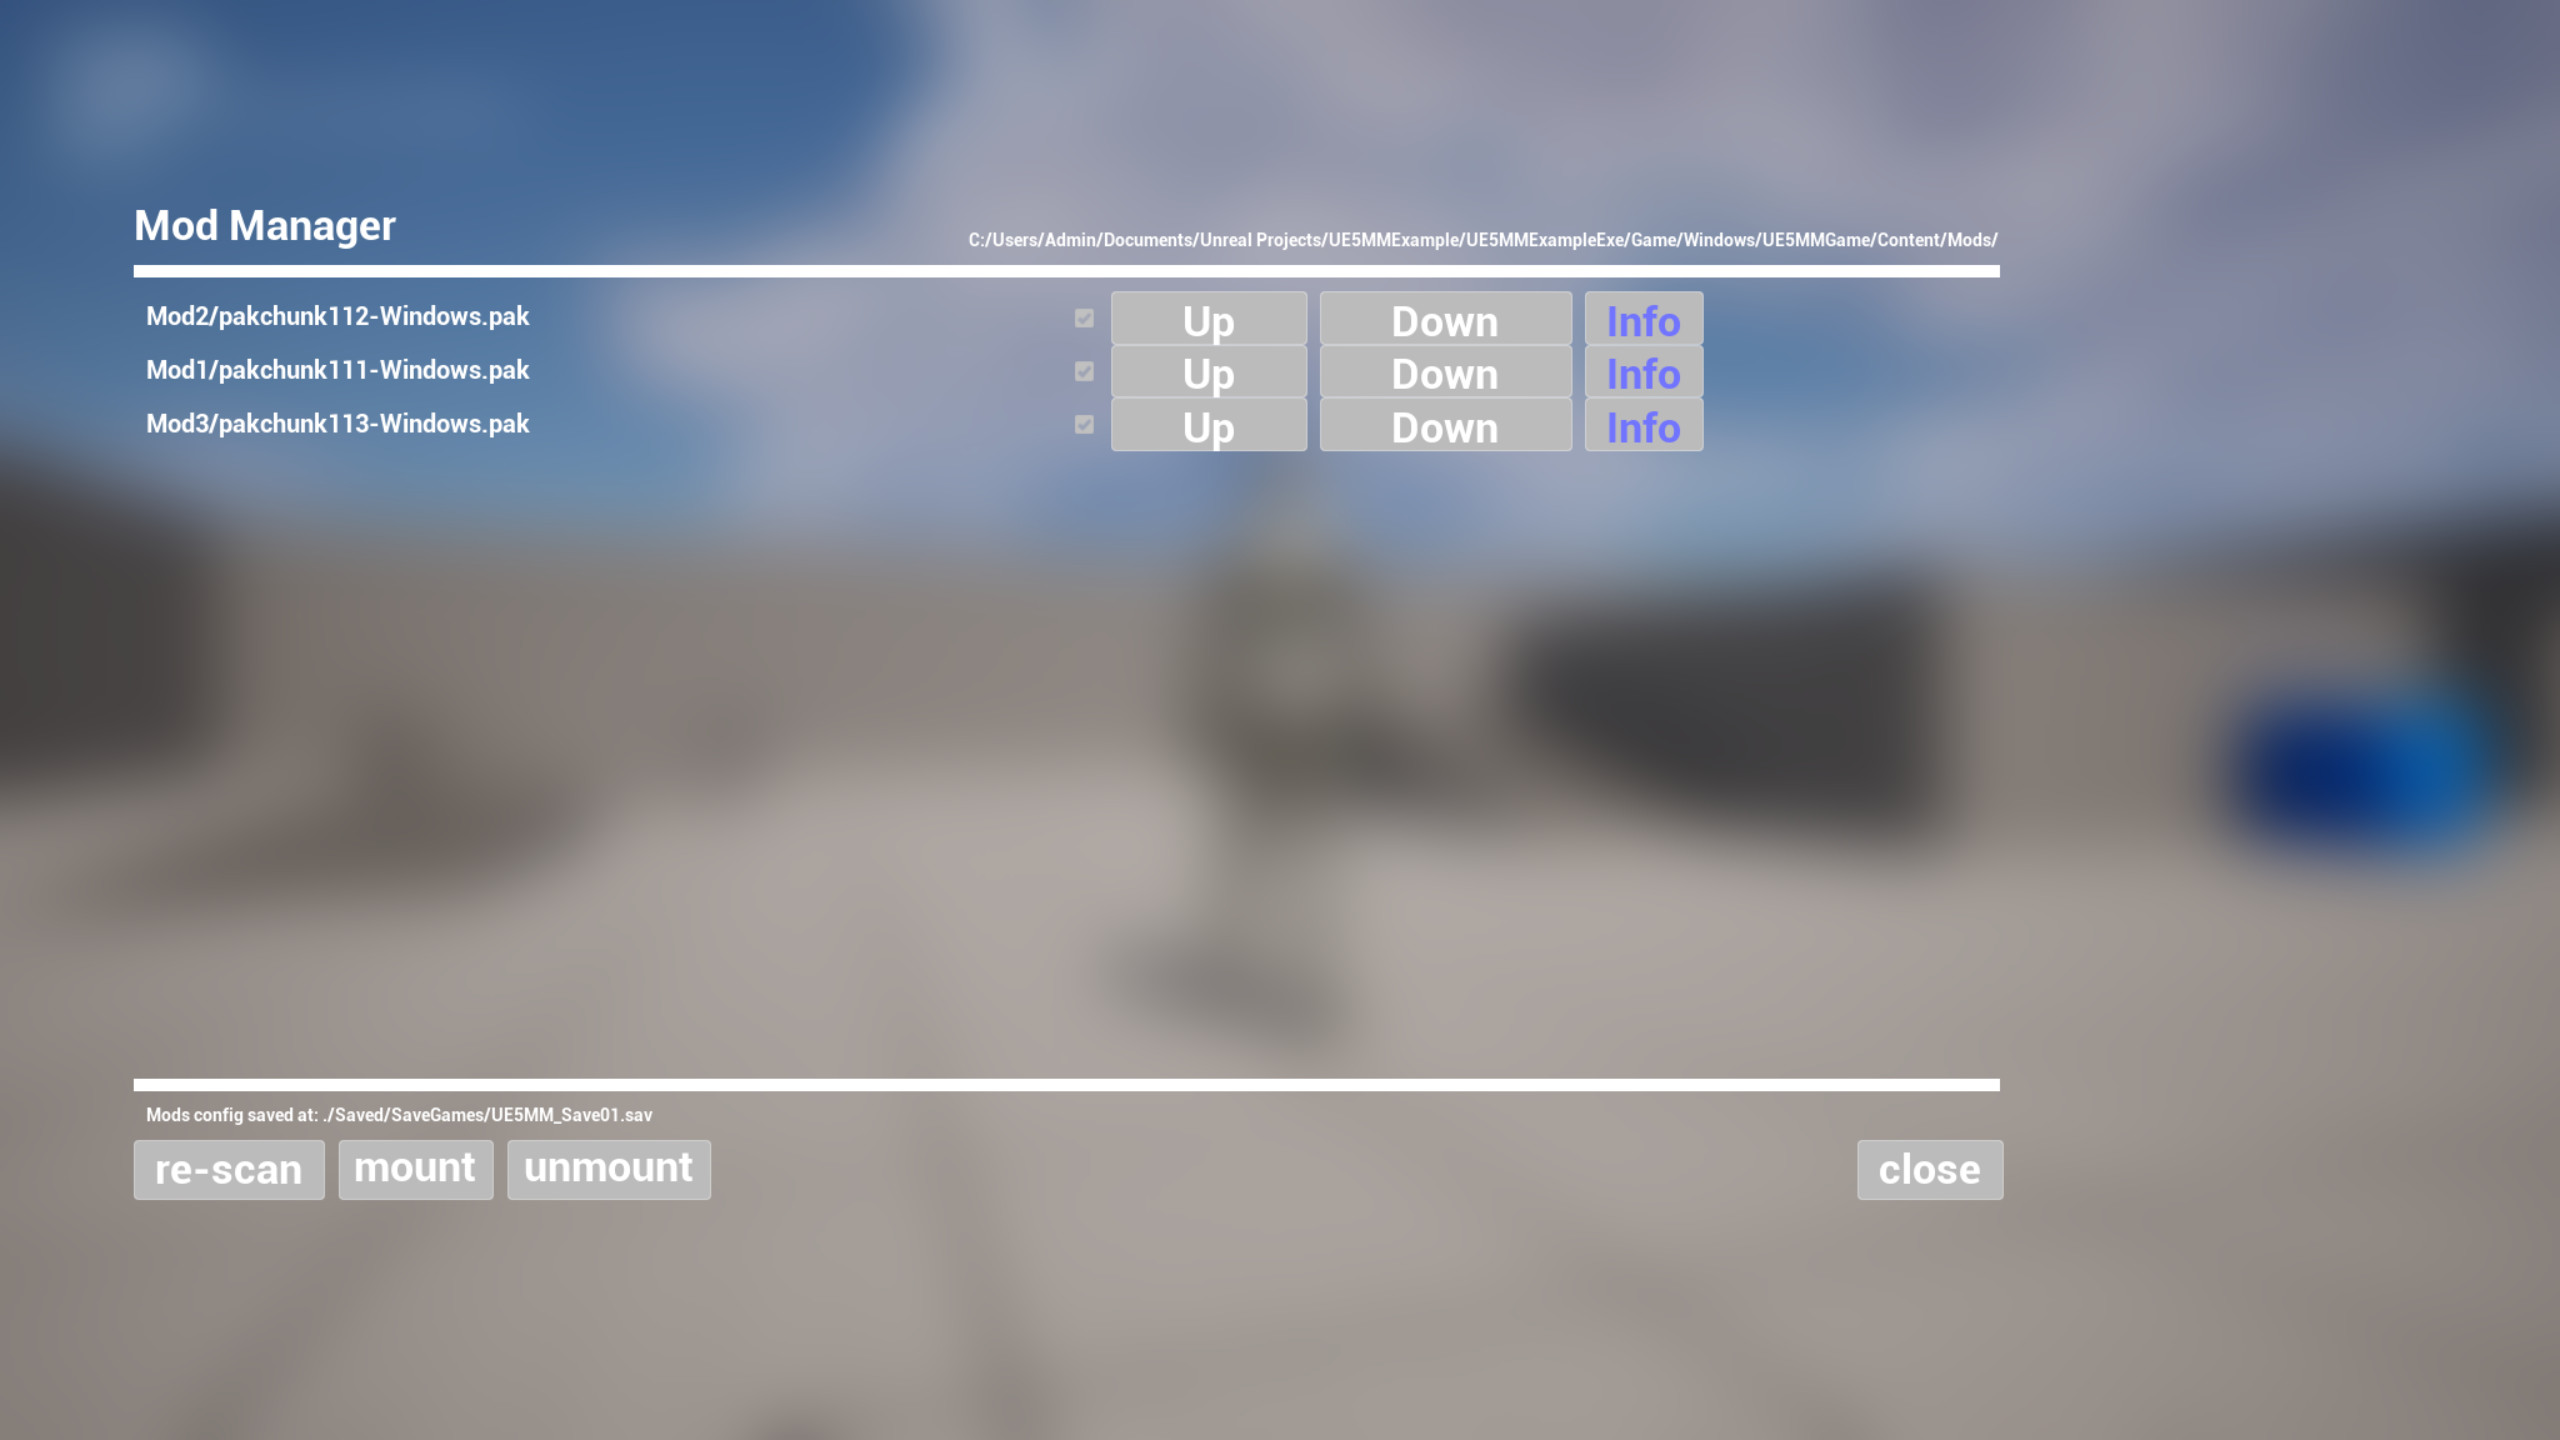 Mod Manager
C:/Users/Admin/Documents/Unreal Projects/UE5MMExample/UE5MMExampleExe/Game/Windows/UE5MMGame/Content/Mods/
Mod2/pakchunk112-Windows.pak Up Down Info
Mod1/pakchunk111-Windows.pak Up Down Info
Mod3/pakchunk113-Windows.pak Up Down Info
Mods config saved at: ./Saved/SaveGames/UE5MM_Save01.sav
re-scan mount unmount close